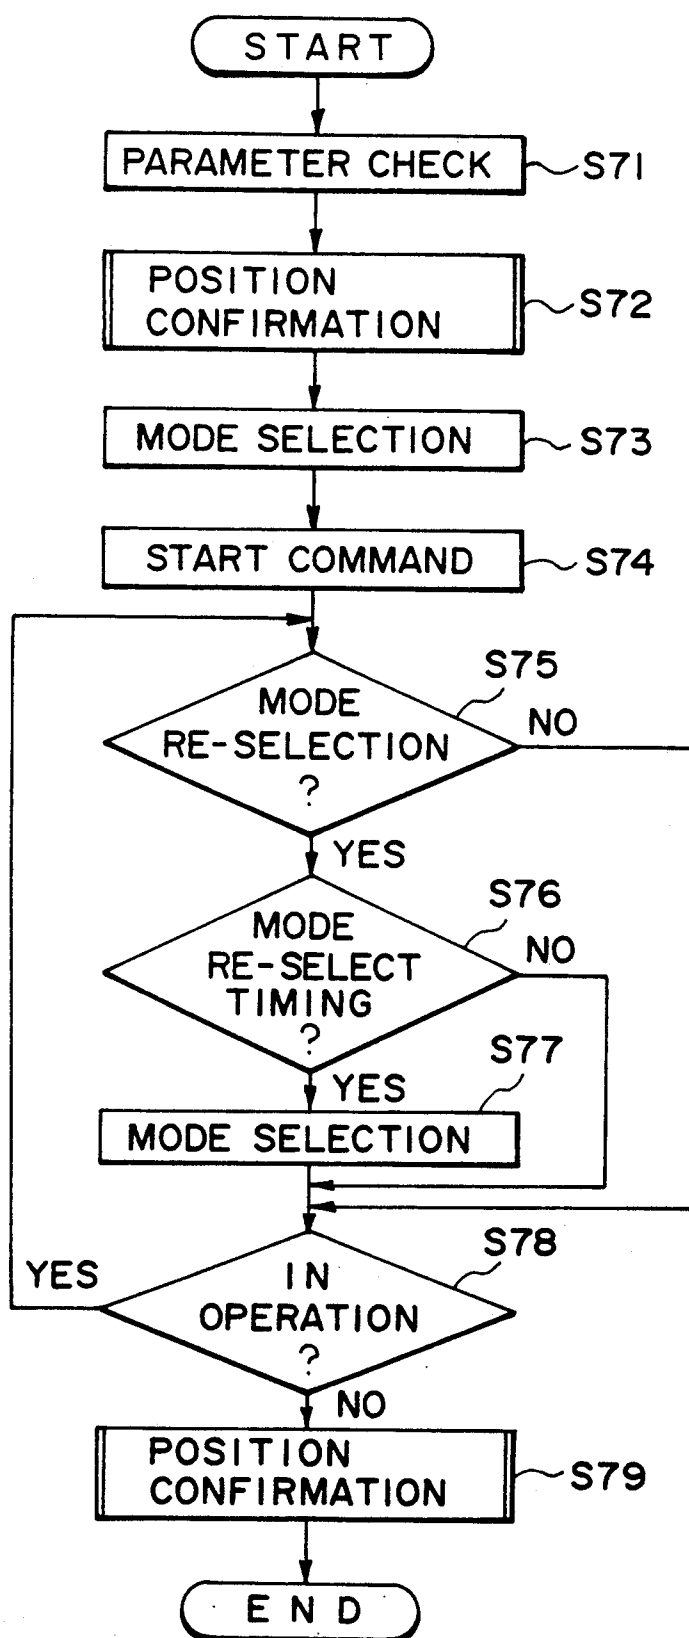 START
PARAMETER CHECK
S71
POSITION
CONFIRMATION
S72
MODE SELECTION
S73
START COMMAND
S74
S75
MODE
RE-SELECTION
?
NO
YES
S76
MODE
RE-SELECT
TIMING
?
NO
YES
S77
MODE SELECTION
S78
IN
OPERATION
?
YES
NO
POSITION
CONFIRMATION
S79
END